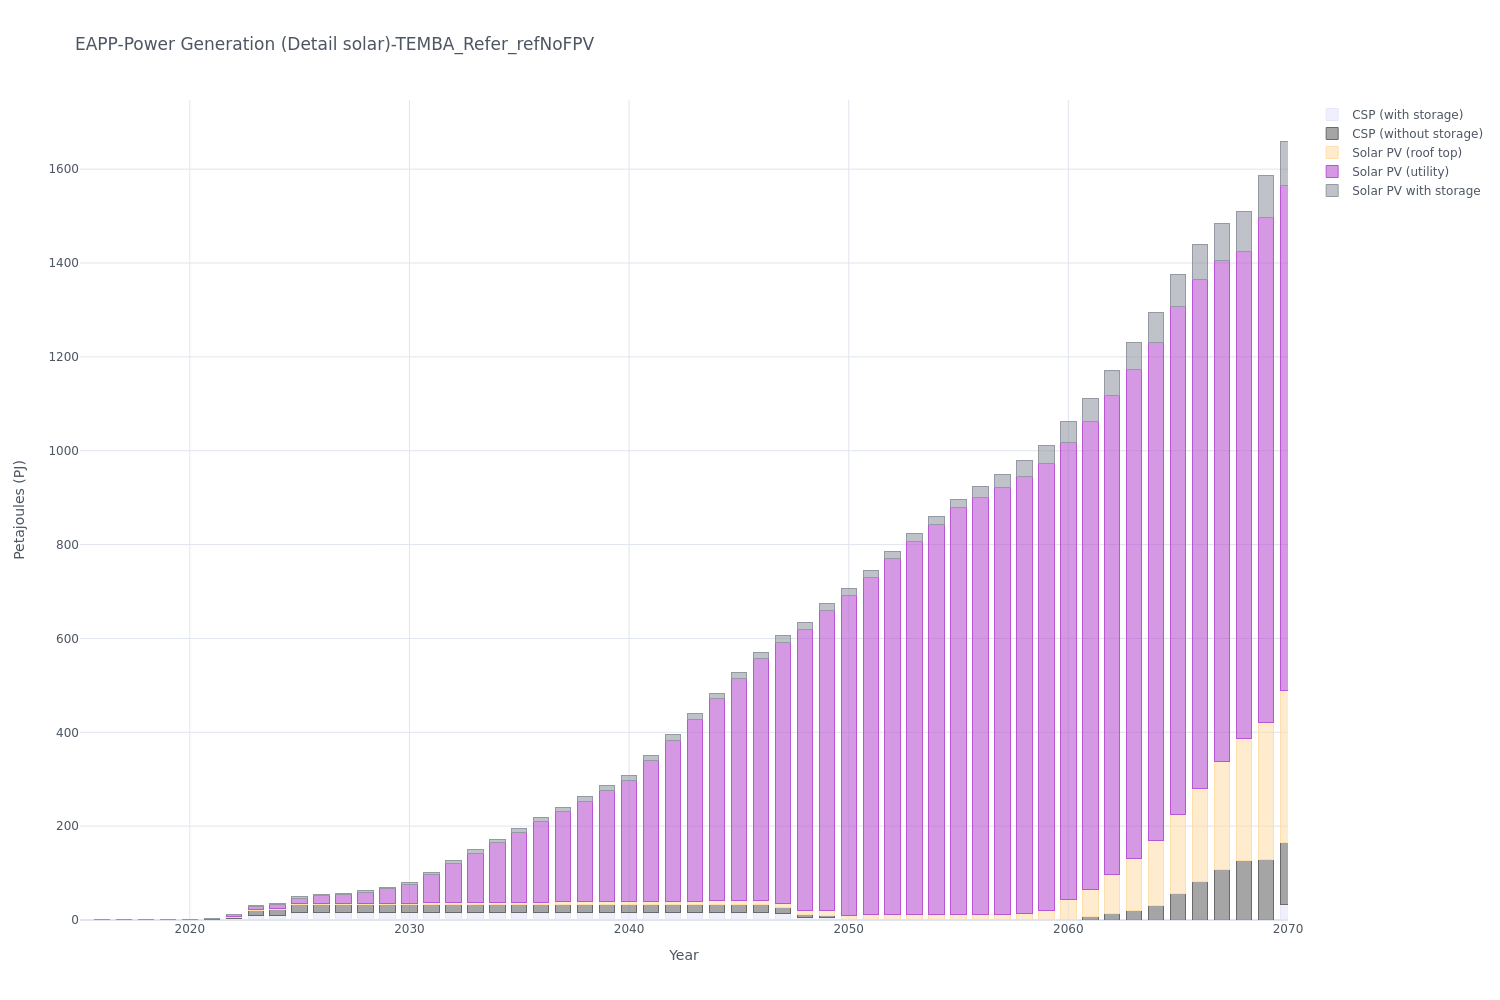 EAPP-Power Generation (Detail solar)-TEMBA_Refer_refNoFPV
CSP (with storage)
CSP (without storage)
Solar PV (roof top)
Solar PV (utility)
Solar PV with storage
Petajoules (PJ)
1600
1400
1200
1000
800
600
400
200
0
2020
2030
2040
2050
2060
2070
Year